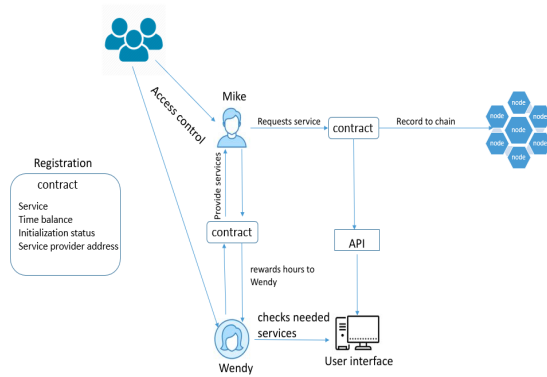 Access control
Mike
Requests service
contract
Record to chain
node
node
node
node
node
node
node
Registration
contract
Service
Time balance
Initialization status
Service provider address
Provide services
contract
API
rewards hours to
Wendy
checks needed
services
Wendy
User interface